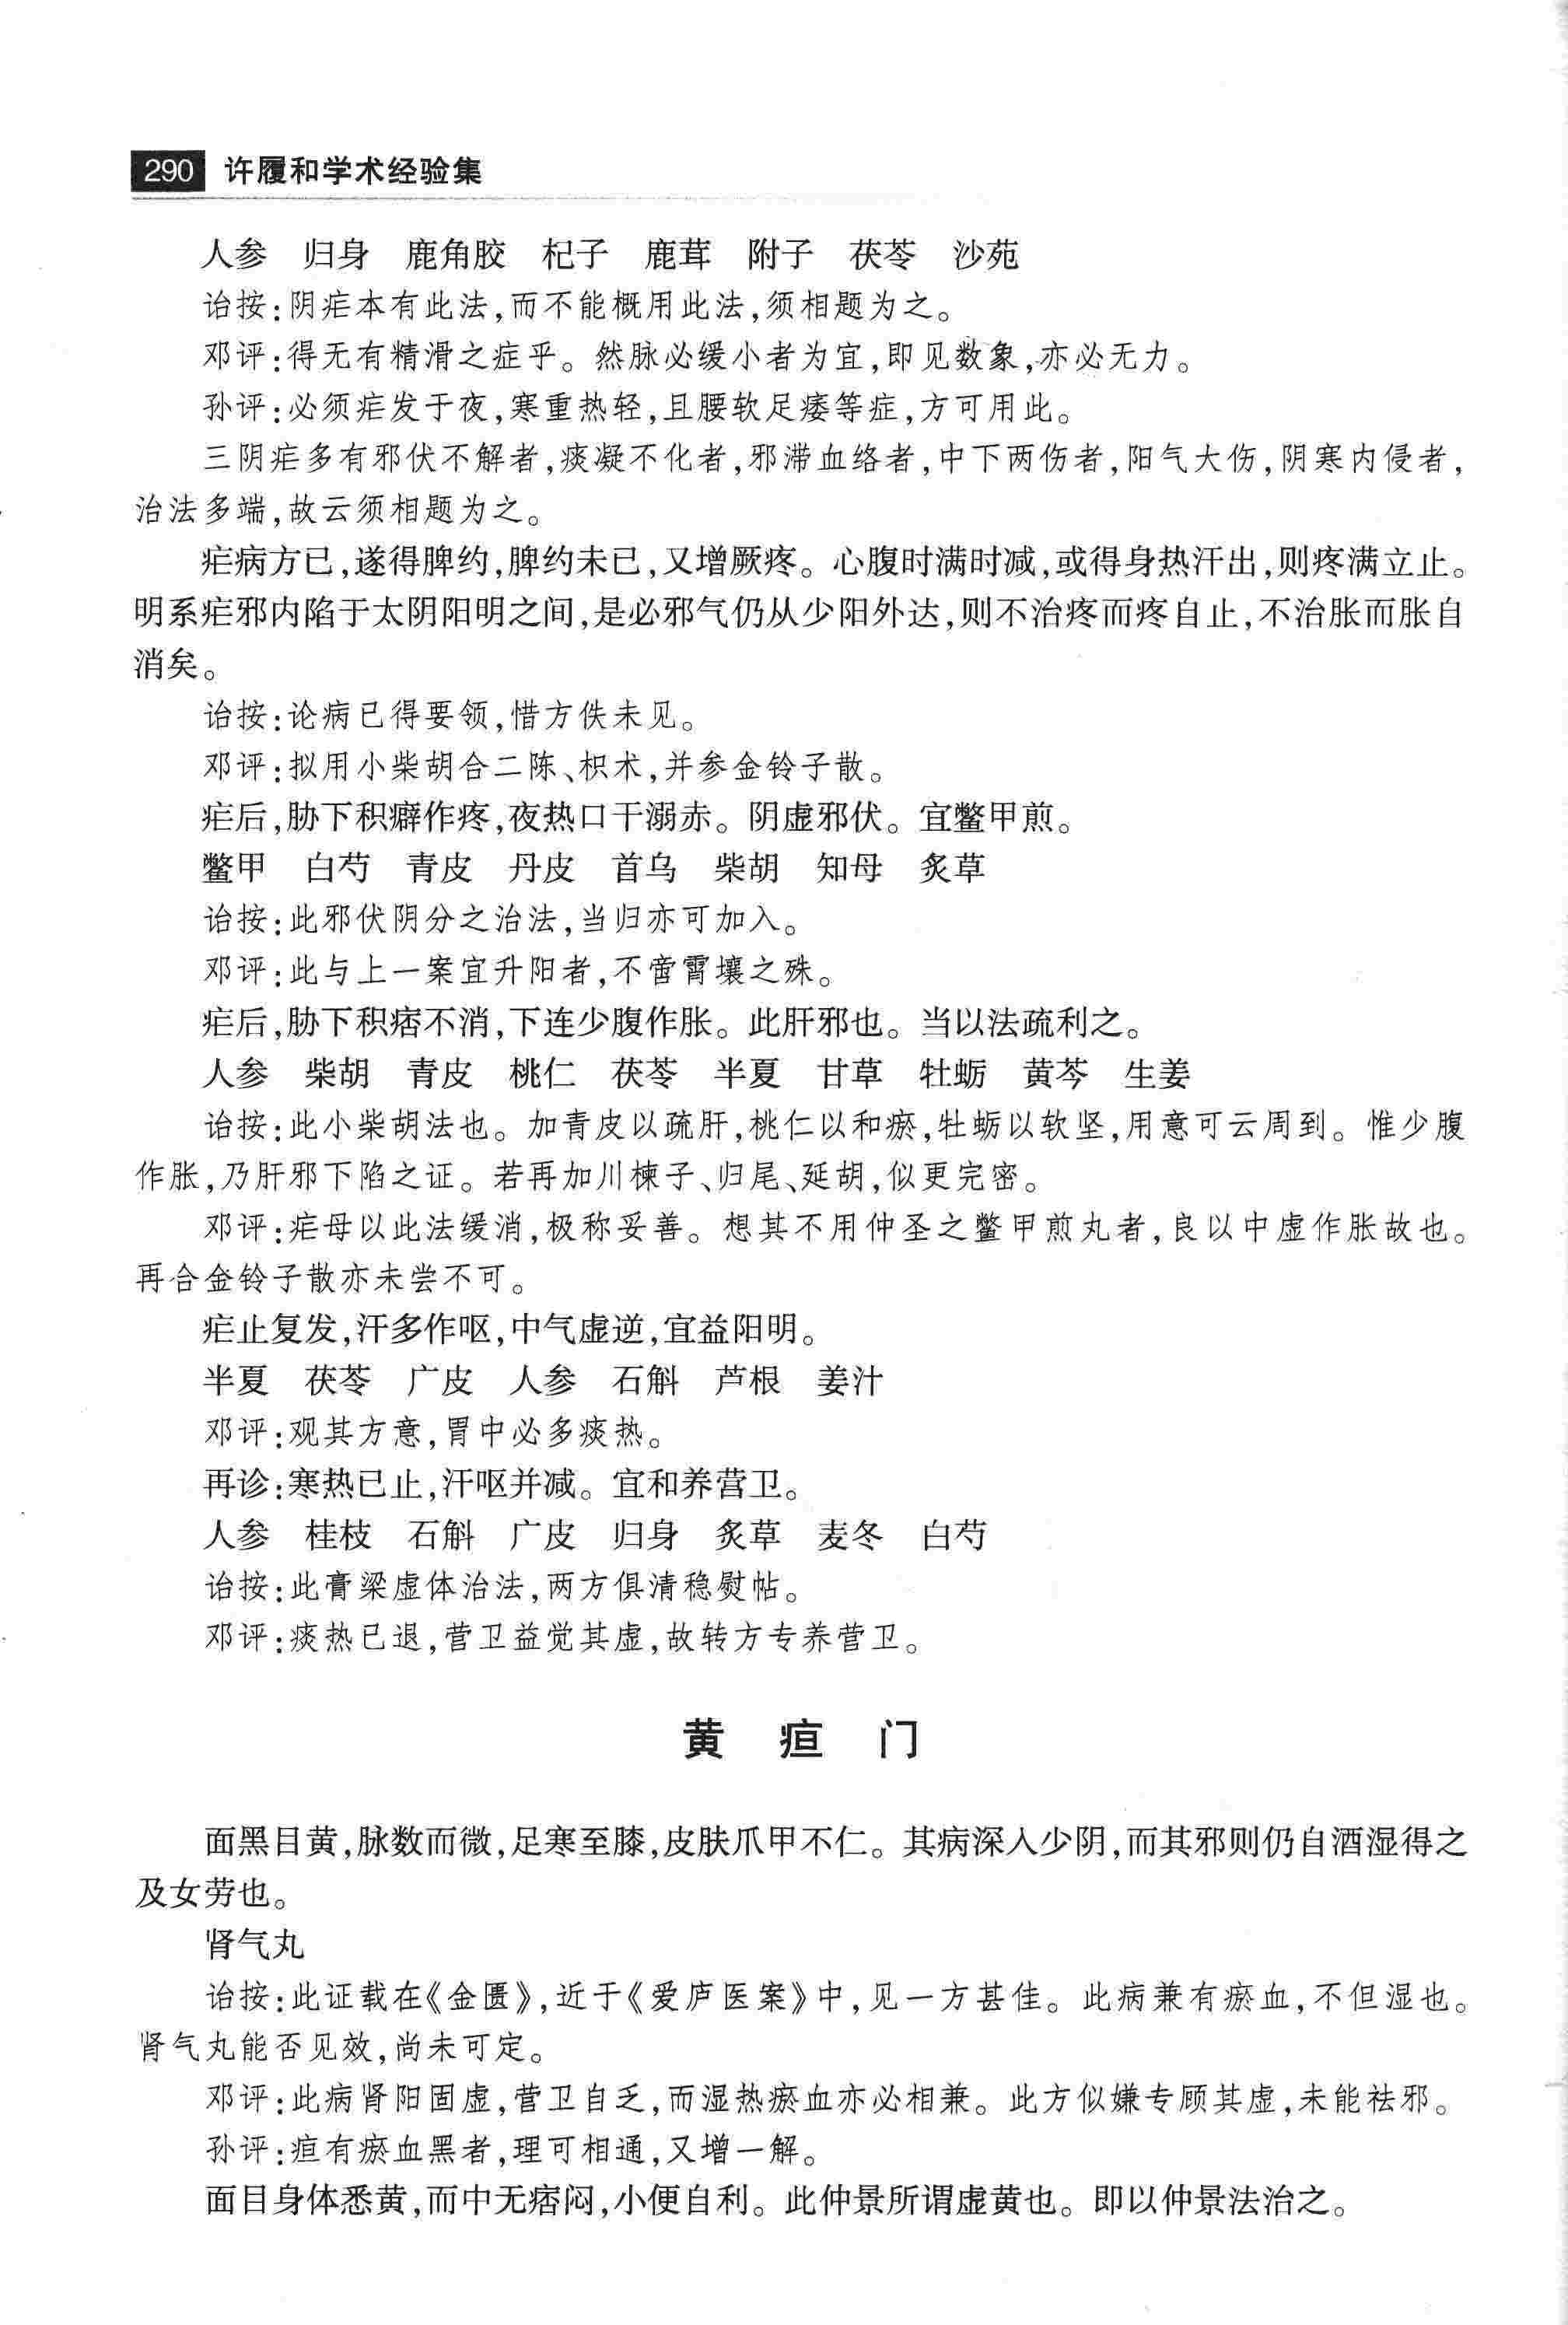 290 许履和学术经验集
人参 归身 鹿角胶 杞子 鹿茸 附子 茯苓 沙苑
诒按:阴疟本有此法,而不能概用此法,须相题为之。
邓评:得无有精滑之症乎。然脉必缓小者为宜,即见数象,亦必无力。
孙评:必须疟发于夜,寒重热轻,且腰软足痿等症,方可用此。
三阴疟多有邪伏不解者,痰凝不化者,邪滞血络者,中下两伤者,阳气大伤,阴寒内侵者,
治法多端,故云须相题为之。
疟病方已,遂得脾约,脾约未已,又增厥疼。心腹时满时减,或得身热汗出,则疼满立止。
明系疟邪内陷于太阴阳明之间,是必邪气仍从少阳外达,则不治疼而疼自止,不治胀而胀自
消矣。
诒按:论病已得要领,惜方佚未见。
邓评:拟用小柴胡合二陈、枳术,并参金铃子散。
疟后,胁下积癖作疼,夜热口干溺赤。阴虚邪伏。宜鳖甲煎。
鳖甲 白芍 青皮 丹皮 首乌 柴胡 知母 炙草
诒按:此邪伏阴分之治法,当归亦可加入。
邓评:此与上一案宜升阳者,不啻霄壤之殊。
疟后,胁下积痞不消,下连少腹作胀。此肝邪也。当以法疏利之。
人参 柴胡 青皮 桃仁 茯苓 半夏 甘草 牡蛎 黄芩 生姜
诒按:此小柴胡法也。加青皮以疏肝,桃仁以和瘀,牡蛎以软坚,用意可云周到。惟少腹
作胀,乃肝邪下陷之证。若再加川楝子、归尾、延胡,似更完密。
邓评:疟母以此法缓消,极称妥善。想其不用仲圣之鳖甲煎丸者,良以中虚作胀故也。
再合金铃子散亦未尝不可。
疟止复发,汗多作呕,中气虚逆,宜益阳明。
半夏 茯苓 广皮 人参 石斛 芦根 姜汁
邓评:观其方意,胃中必多痰热。
再诊:寒热已止,汗呕并减。宜和养营卫。
人参 桂枝 石斛 广皮 归身 炙草 麦冬 白芍
诒按:此膏梁虚体治法,两方俱清稳熨帖。
邓评:痰热已退,营卫益觉其虚,故转方专养营卫。
黄疸门
面黑目黄,脉数而微,足寒至膝,皮肤爪甲不仁。其病深入少阴,而其邪则仍自酒湿得之
及女劳也。
肾气丸
诒按:此证载在《金匮》,近于《爱庐医案》中,见一方甚佳。此病兼有瘀血,不但湿也。
肾气丸能否见效,尚未可定。
邓评:此病肾阳固虚,营卫自乏,而湿热瘀血亦必相兼。此方似嫌专顾其虚,未能祛邪。
孙评:疸有瘀血黑者,理可相通,又增一解。
面目身体悉黄,而中无痞闷,小便自利。此仲景所谓虚黄也。即以仲景法治之。